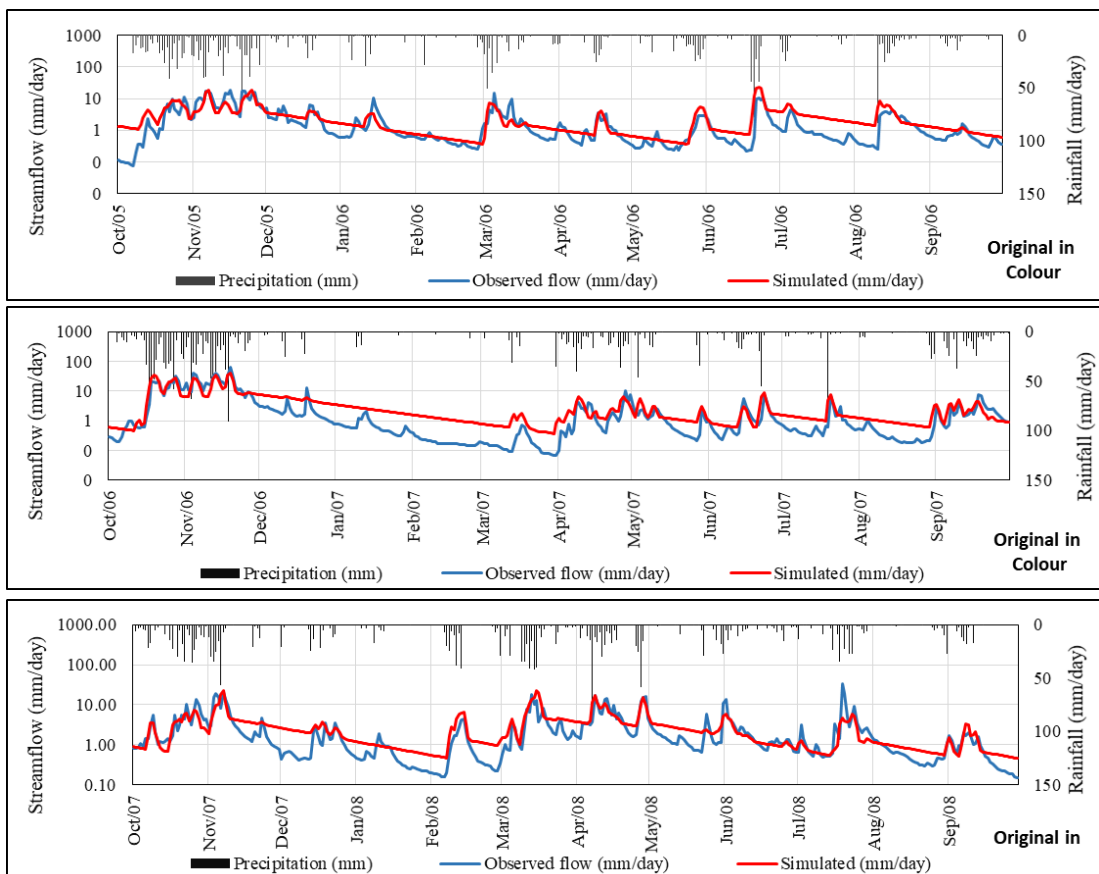 Streamflow (mm/day)
1000
100
10
1
0
0
0
50
100
150
Rainfall (mm/day)
Oct/05
Nov/05
Dec/05
Jan/06
Feb/06
Mar/06
Apr/06
May/06
Jun/06
Jul/06
Aug/06
Sep/06
Original in
Colour
Precipitation (mm)
Observed flow (mm/day)
Simulated (mm/day)
Streamflow (mm/day)
1000
100
10
1
0
0
0
50
100
150
Rainfall (mm/day)
Oct/06
Nov/06
Dec/06
Jan/07
Feb/07
Mar/07
Apr/07
May/07
Jun/07
Jul/07
Aug/07
Sep/07
Original in
Colour
Precipitation (mm)
Observed flow (mm/day)
Simulated (mm/day)
Streamflow (mm/day)
1000.00
100.00
10.00
1.00
0.10
0
50
100
150
Rainfall (mm/day)
Oct/07
Nov/07
Dec/07
Jan/08
Feb/08
Mar/08
Apr/08
May/08
Jun/08
Jul/08
Aug/08
Sep/08
Original in
Precipitation (mm)
Observed flow (mm/day)
Simulated (mm/day)